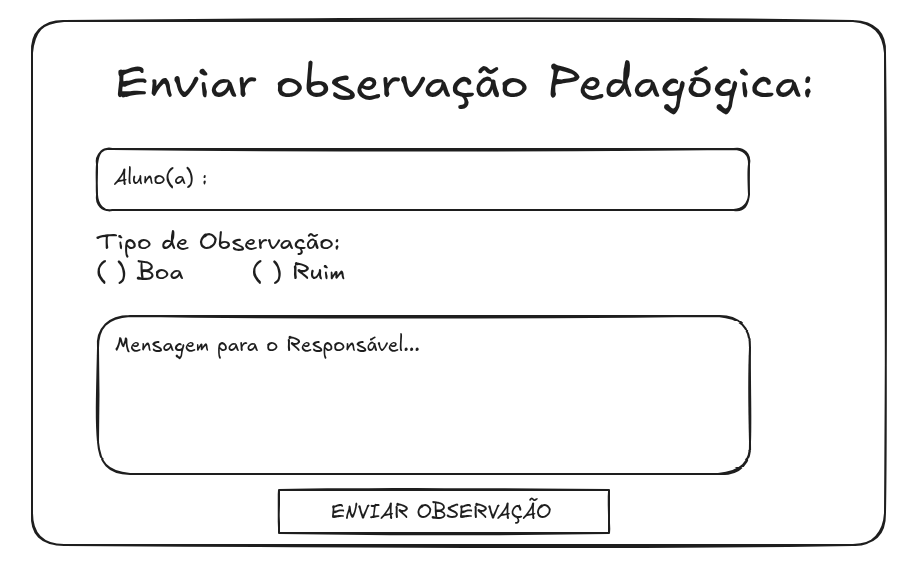 Enviar observação Pedagógica:
Aluno(a) :
Tipo de Observação:
( ) Boa ( ) Ruim
Mensagem para o Responsável...
ENVIAR OBSERVAÇÃO